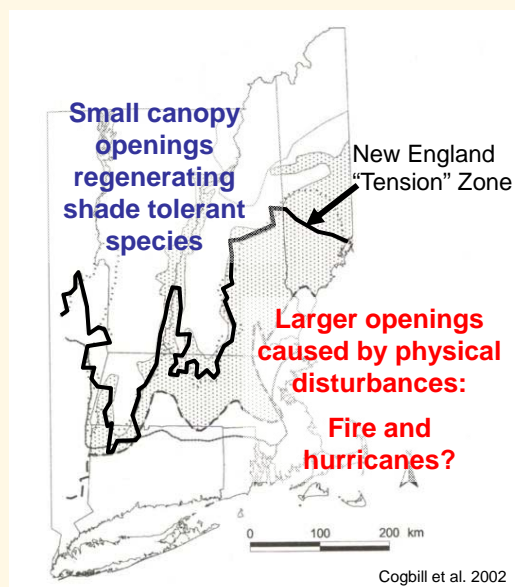 Small canopy
openings
regenerating
shade tolerant
species
New England
“Tension” Zone
Larger openings
caused by physical
disturbances:
Fire and
hurricanes?
0 100 200 km
Cogbill et al. 2002